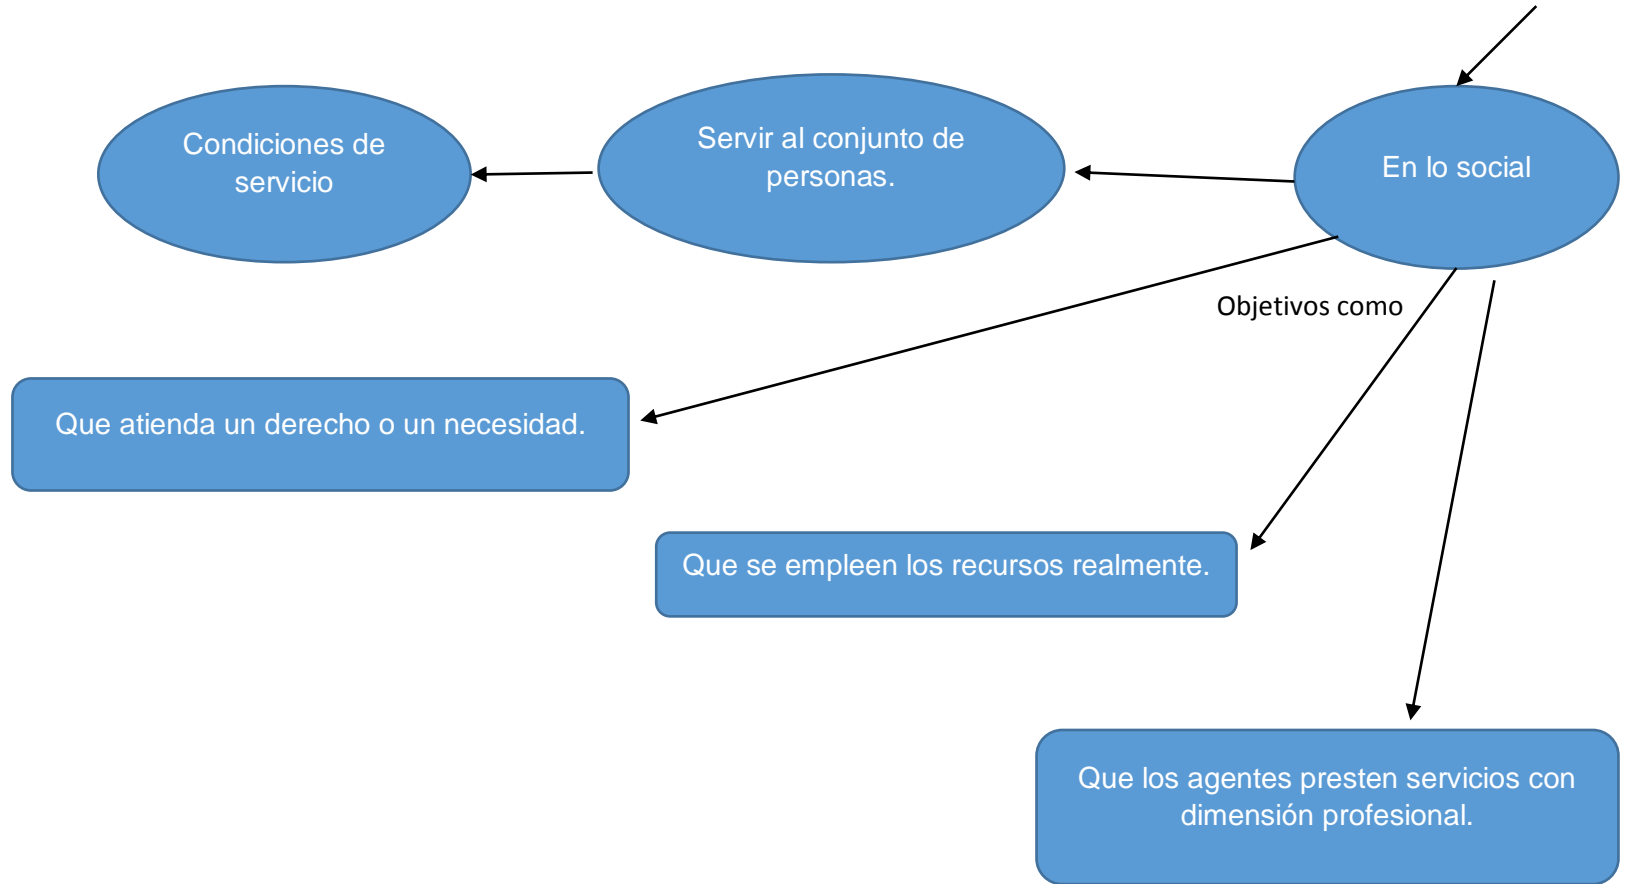 Condiciones de
servicio
Servir al conjunto de
personas.
En lo social
Objetivos como
Que atienda un derecho o un necesidad.
Que se empleen los recursos realmente.
Que los agentes presten servicios con
dimensión profesional.